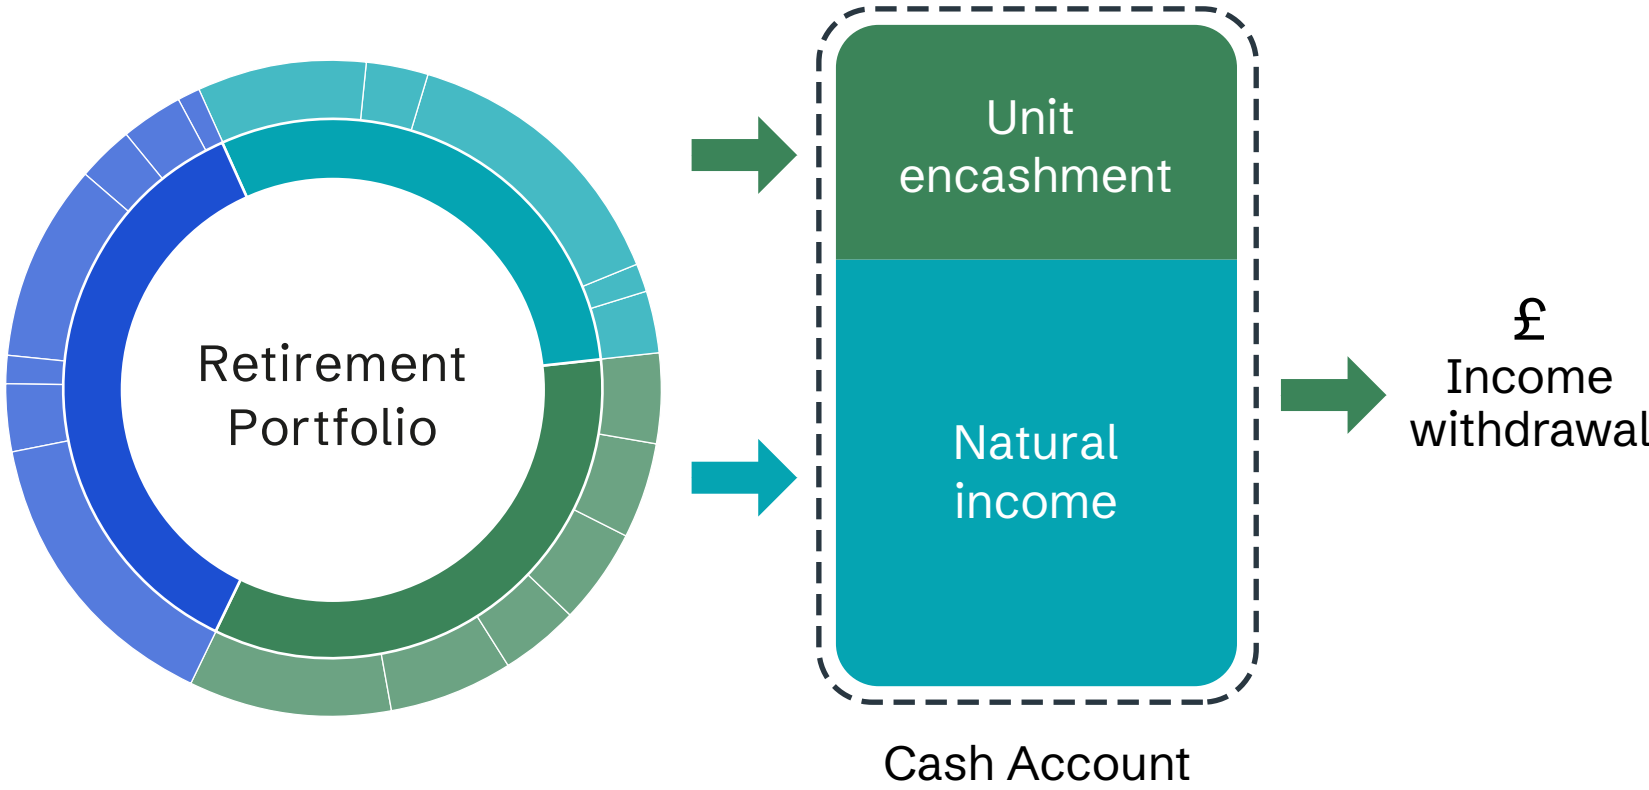 Retirement
Portfolio
Unit
encashment
Natural
income
Cash Account
£
Income
withdrawal